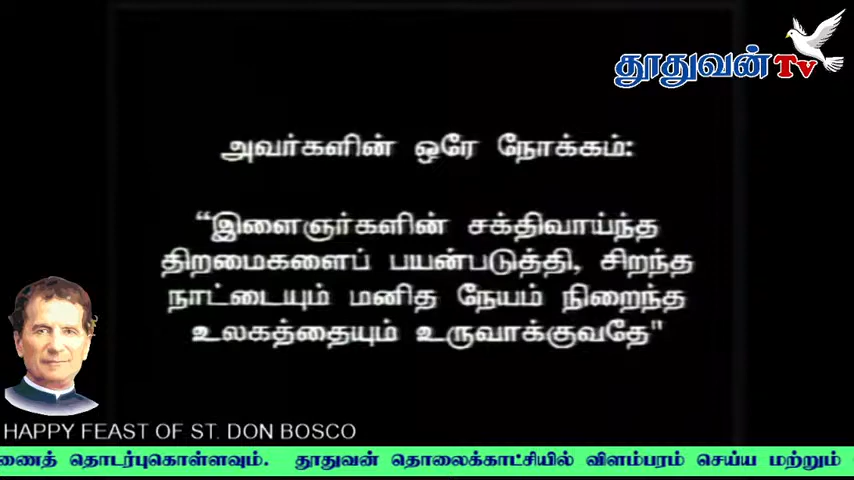 தூதுவன் Tv
அவர்களின் ஒரே நோக்கம்:
“இளைஞர்களின் சக்திவாய்ந்த
திறமைகளைப் பயன்படுத்தி, சிறந்த
நாட்டையும் மனித நேயம் நிறைந்த
உலகத்தையும் உருவாக்குவதே"
HAPPY FEAST OF ST. DON BOSCO
தொடர்புகொள்ளவும். தூதுவன் தொலைக்காட்சியில் விளம்பரம் செய்ய மற்றும்